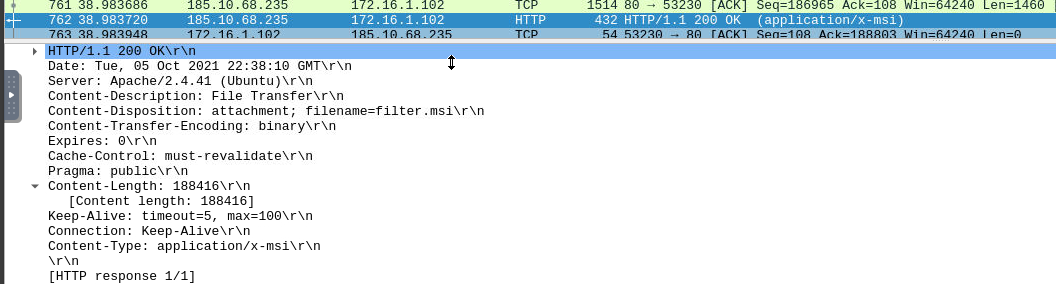 761 38.983686 185.10.68.235 172.16.1.102 TCP 1514 80 → 53230 [ACK] Seq=186965 Ack=108 Win=64240 Len=1460
762 38.983720 185.10.68.235 172.16.1.102 HTTP 432 HTTP/1.1 200 OK (application/x-msi)
763 38.983948 172.16.1.102 185.10.68.235 TCP 54 53230 → 80 [ACK] Seq=108 Ack=188803 Win=64240 Len=0
HTTP/1.1 200 OK\r\n
Date: Tue, 05 Oct 2021 22:38:10 GMT\r\n
Server: Apache/2.4.41 (Ubuntu)\r\n
Content-Description: File Transfer\r\n
Content-Disposition: attachment; filename=filter.msi\r\n
Content-Transfer-Encoding: binary\r\n
Expires: 0\r\n
Cache-Control: must-revalidate\r\n
Pragma: public\r\n
Content-Length: 188416\r\n
[Content length: 188416]
Keep-Alive: timeout=5, max=100\r\n
Connection: Keep-Alive\r\n
Content-Type: application/x-msi\r\n
\r\n
[HTTP response 1/1]